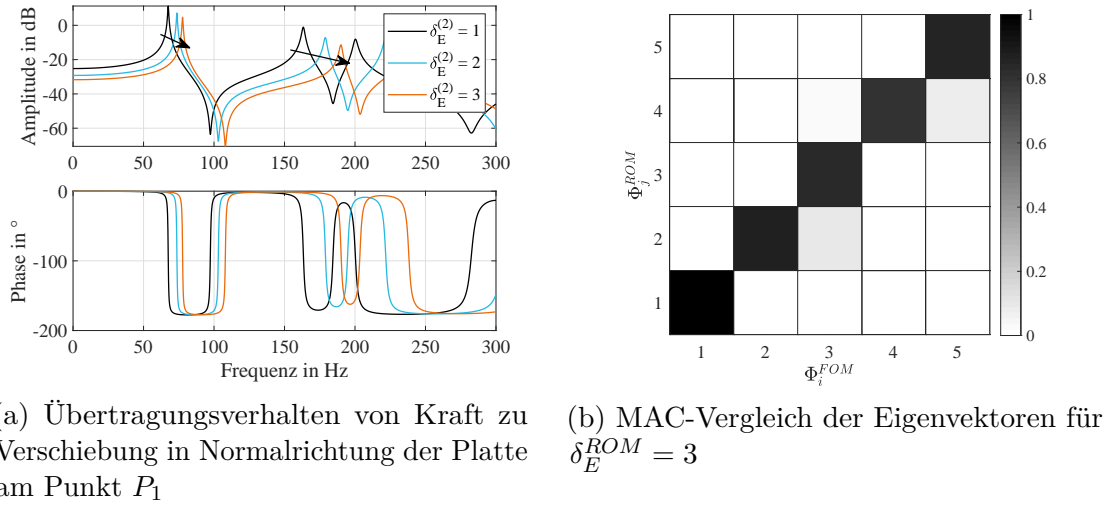 0
-20
-40
-60
Amplitude in dB
0 50 100 150 200 250 300
δ_E^(2) = 1
δ_E^(2) = 2
δ_E^(2) = 3
0
-100
-200
Phase in °
0 50 100 150 200 250 300
Frequenz in Hz
5
4
3
2
1
Φ_j^ROM
1 2 3 4 5
Φ_i^FOM
1
0.8
0.6
0.4
0.2
0
a) Übertragungsverhalten von Kraft zu
Verschiebung in Normalrichtung der Platte
am Punkt P₁
(b) MAC-Vergleich der Eigenvektoren für
δ_E^ROM = 3